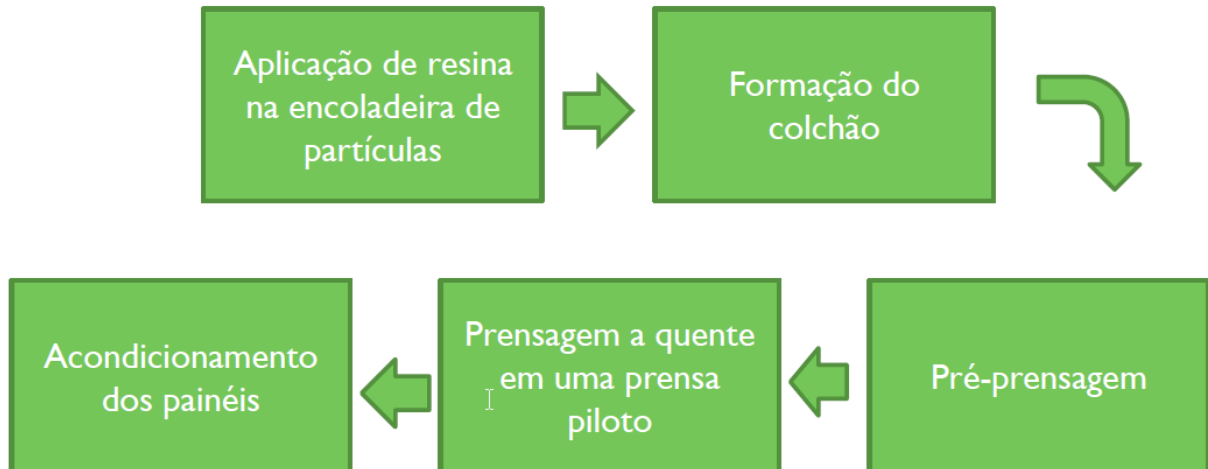 Aplicação de resina
na encoladeira de
partículas
Formação do
colchão
Pré-prensagem
Prensagem a quente
em uma prensa
piloto
Acondicionamento
dos painéis